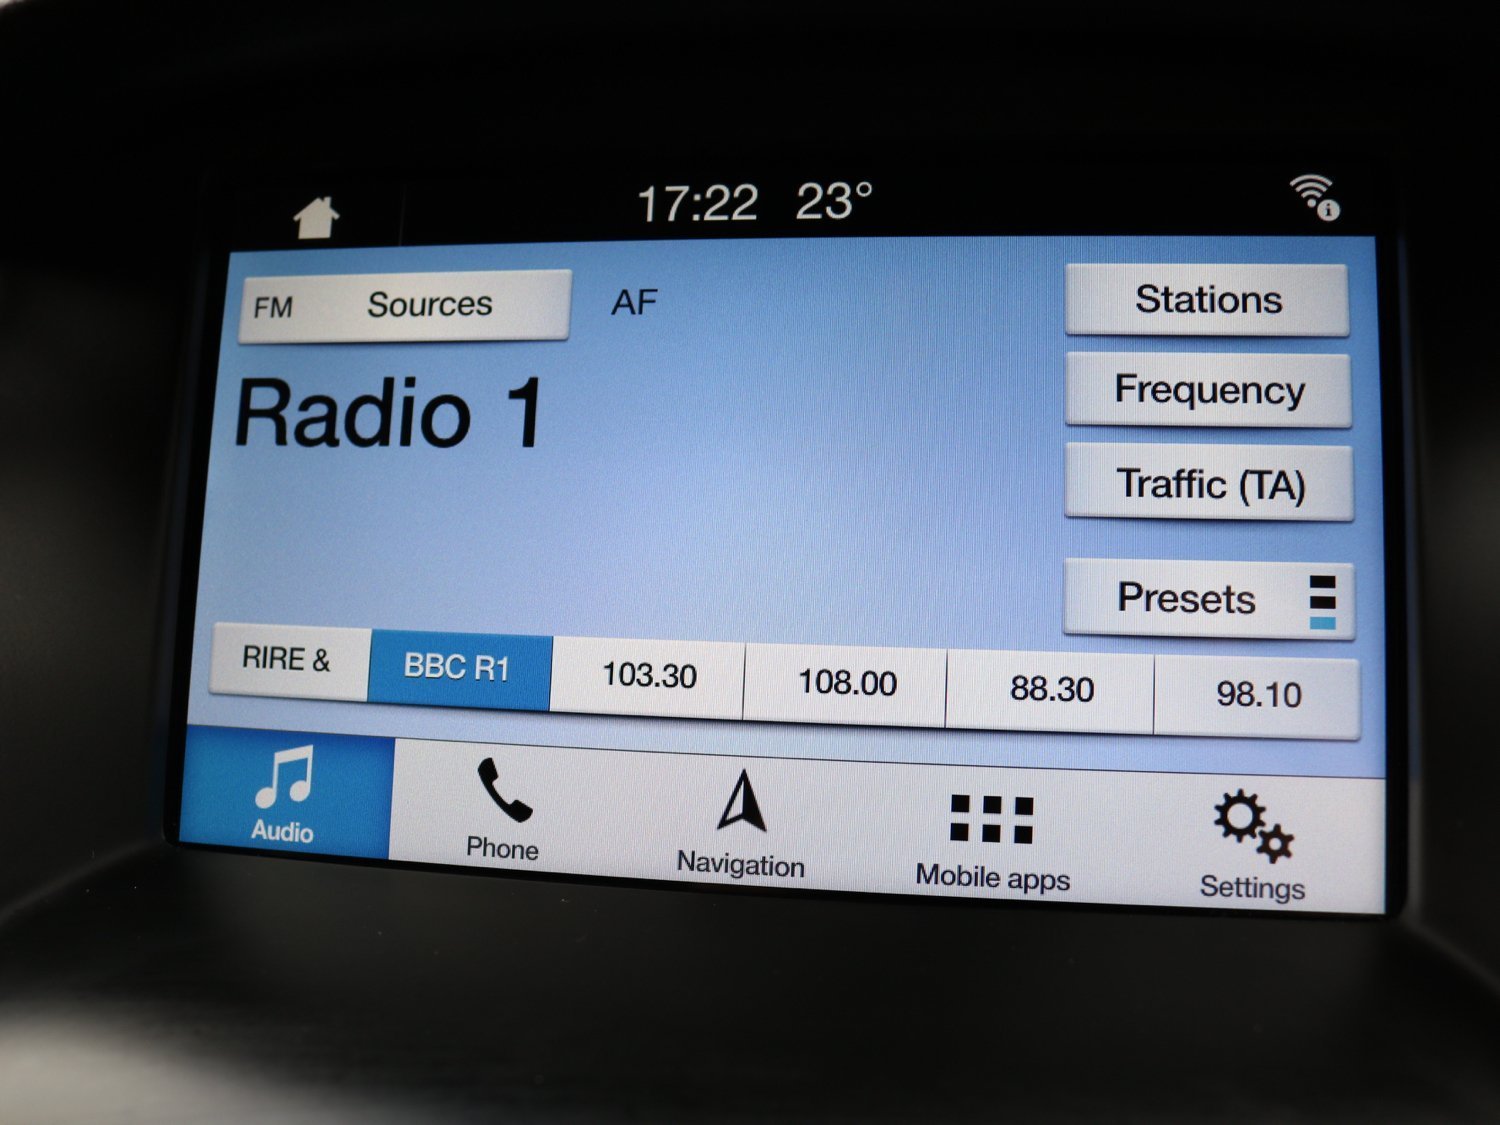 17:22 23°
FM Sources AF
Stations
Radio 1
Frequency
Traffic (TA)
Presets
RIRE & BBC R1 103.30 108.00 88.30 98.10
Audio Phone Navigation Mobile apps Settings